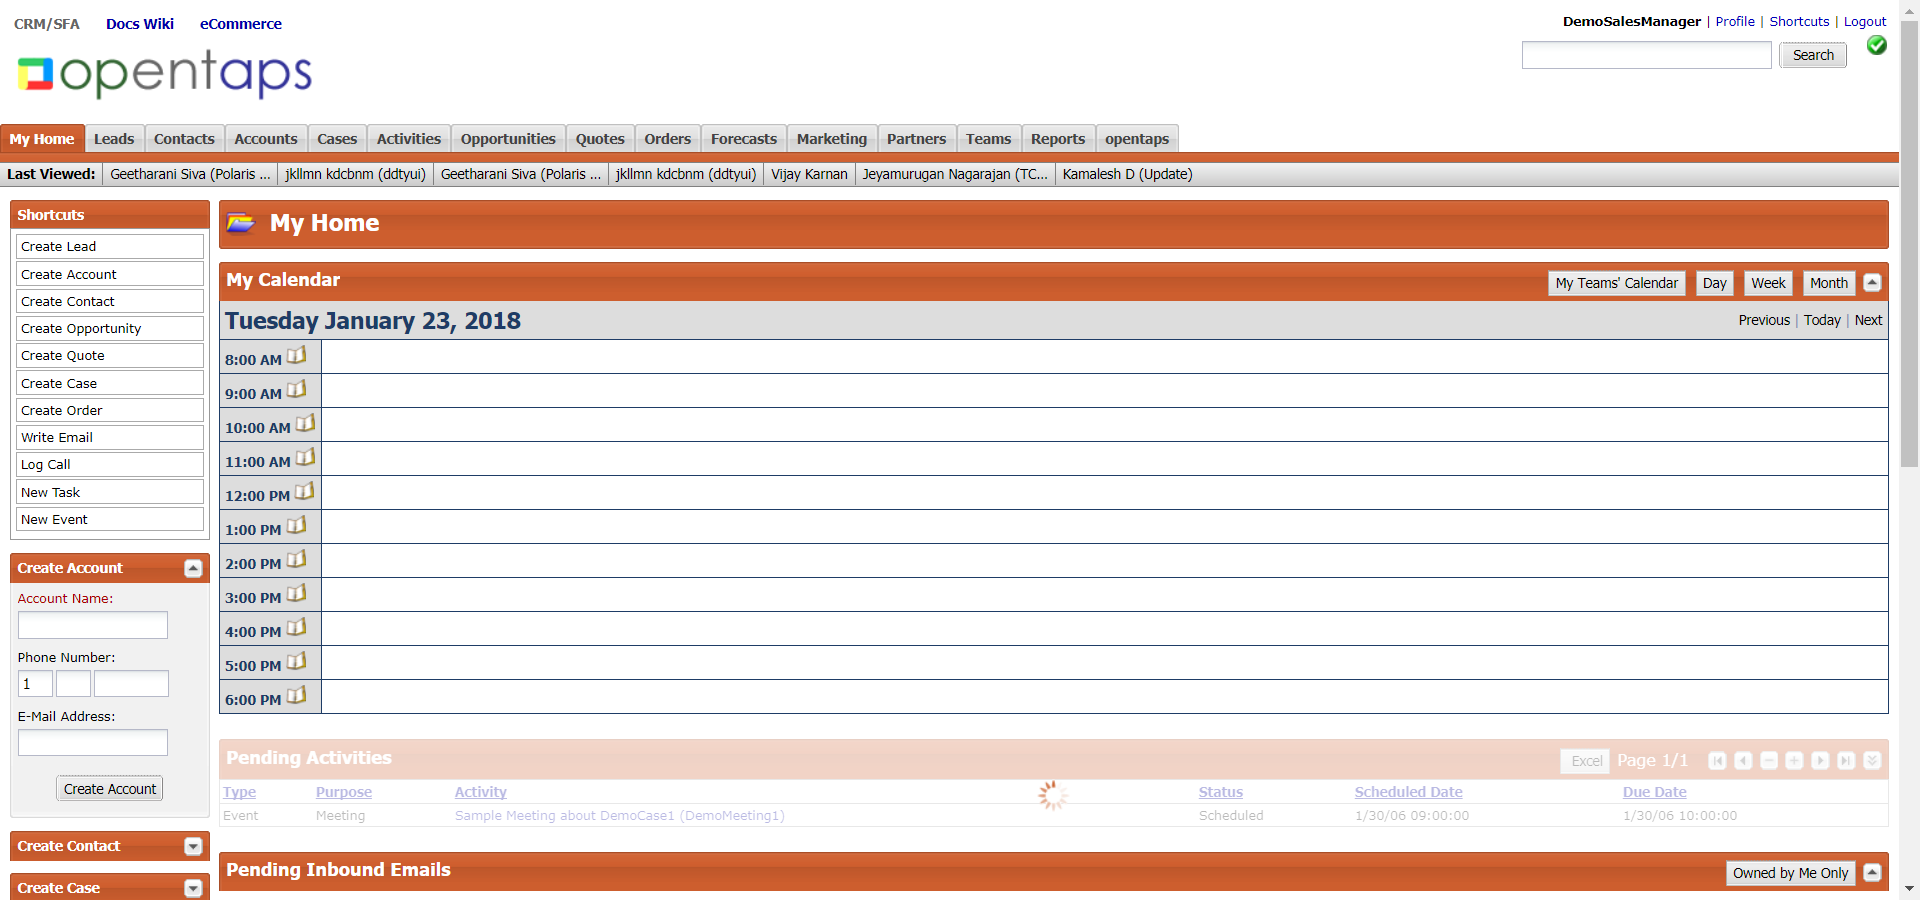 CRM/SFA Docs Wiki eCommerce
DemoSalesManager | Profile | Shortcuts | Logout
opentaps
Search
My Home Leads Contacts Accounts Cases Activities Opportunities Quotes Orders Forecasts Marketing Partners Teams Reports opentaps
Last Viewed: Geetharani Siva (Polaris ... jkllmn kdcbnm (ddtyui) Geetharani Siva (Polaris ... jkllmn kdcbnm (ddtyui) Vijay Karnan Jeyamurugan Nagarajan (TC... Kamalesh D (Update)
Shortcuts
Create Lead
Create Account
Create Contact
Create Opportunity
Create Quote
Create Case
Create Order
Write Email
Log Call
New Task
New Event
Create Account
Account Name:
Phone Number:
1
E-Mail Address:
Create Account
Create Contact
Create Case
My Home
My Calendar
My Teams' Calendar Day Week Month
Tuesday January 23, 2018
Previous | Today | Next
8:00 AM
9:00 AM
10:00 AM
11:00 AM
12:00 PM
1:00 PM
2:00 PM
3:00 PM
4:00 PM
5:00 PM
6:00 PM
Pending Activities
Excel Page 1/1
Type Purpose Activity Status Scheduled Date Due Date
Event Meeting Sample Meeting about DemoCase1 (DemoMeeting1) Scheduled 1/30/06 09:00:00 1/30/06 10:00:00
Pending Inbound Emails
Owned by Me Only